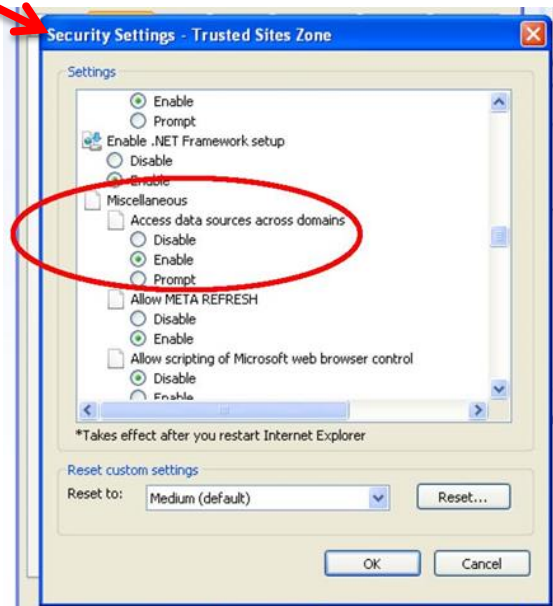 Security Settings - Trusted Sites Zone
Settings
Enable
Prompt
Enable .NET Framework setup
Disable
Enable
Miscellaneous
Access data sources across domains
Disable
Enable
Prompt
Allow META REFRESH
Disable
Enable
Allow scripting of Microsoft web browser control
Disable
Enable
*Takes effect after you restart Internet Explorer
Reset custom settings
Reset to: Medium (default) Reset...
OK Cancel